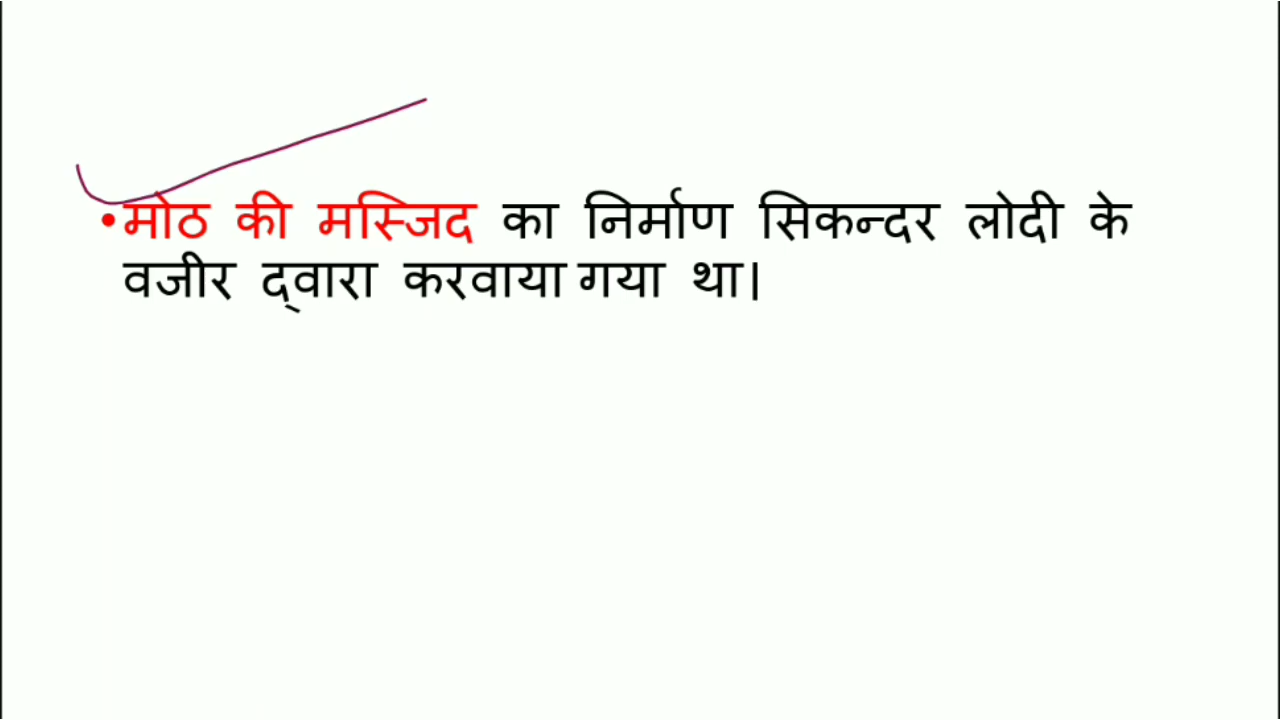 •मोठ की मस्जिद का निर्माण सिकन्दर लोदी के
वजीर द्वारा करवाया गया था।